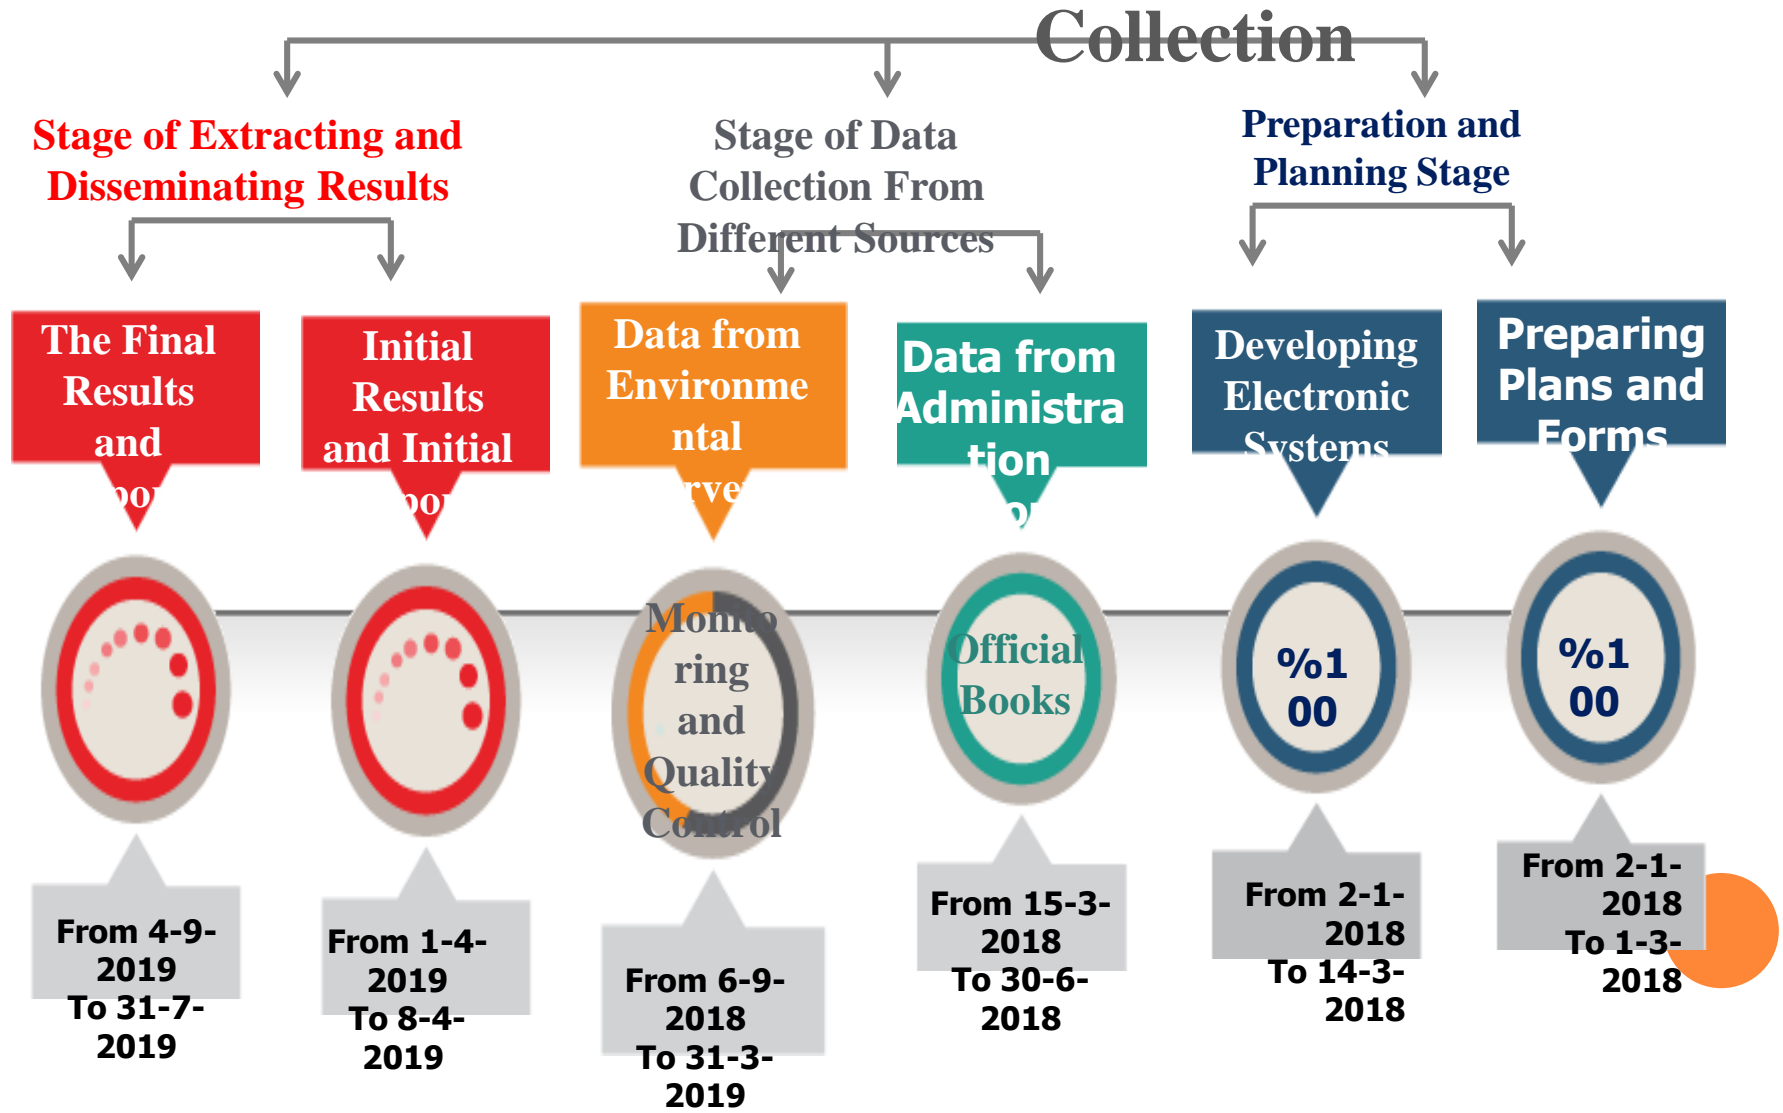 Collection
Stage of Extracting and
Disseminating Results
Stage of Data
Collection From
Different Sources
Preparation and
Planning Stage
The Final
Results
and
Initial
Results
and Initial
Data from
Environme
ntal
Data from
Administra
tion
Developing
Electronic
Systems
Preparing
Plans and
Forms
Monito
ring
and
Quality
Control
Official
Books
%1
00
%1
00
From 4-9-
2019
To 31-7-
2019
From 1-4-
2019
To 8-4-
2019
From 6-9-
2018
To 31-3-
2019
From 15-3-
2018
To 30-6-
2018
From 2-1-
2018
To 14-3-
2018
From 2-1-
2018
To 1-3-
2018